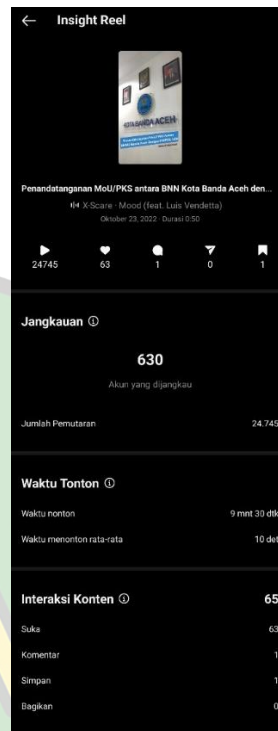 Insight Reel
KOTA BANDA ACEH
Penandatanganan MoU/PKS antara BNN Kota Banda Aceh den...
X-Scare · Mood (feat. Luis Vendetta)
Oktober 23, 2022 · Durasi 0:50
24745 63 1 0 1
Jangkauan
630
Akun yang dijangkau
Jumlah Pemutaran 24.745
Waktu Tonton
Waktu nonton 9 mnt 30 dtk
Waktu menonton rata-rata 10 det
Interaksi Konten 65
Suka 63
Komentar 1
Simpan 1
Bagikan 0